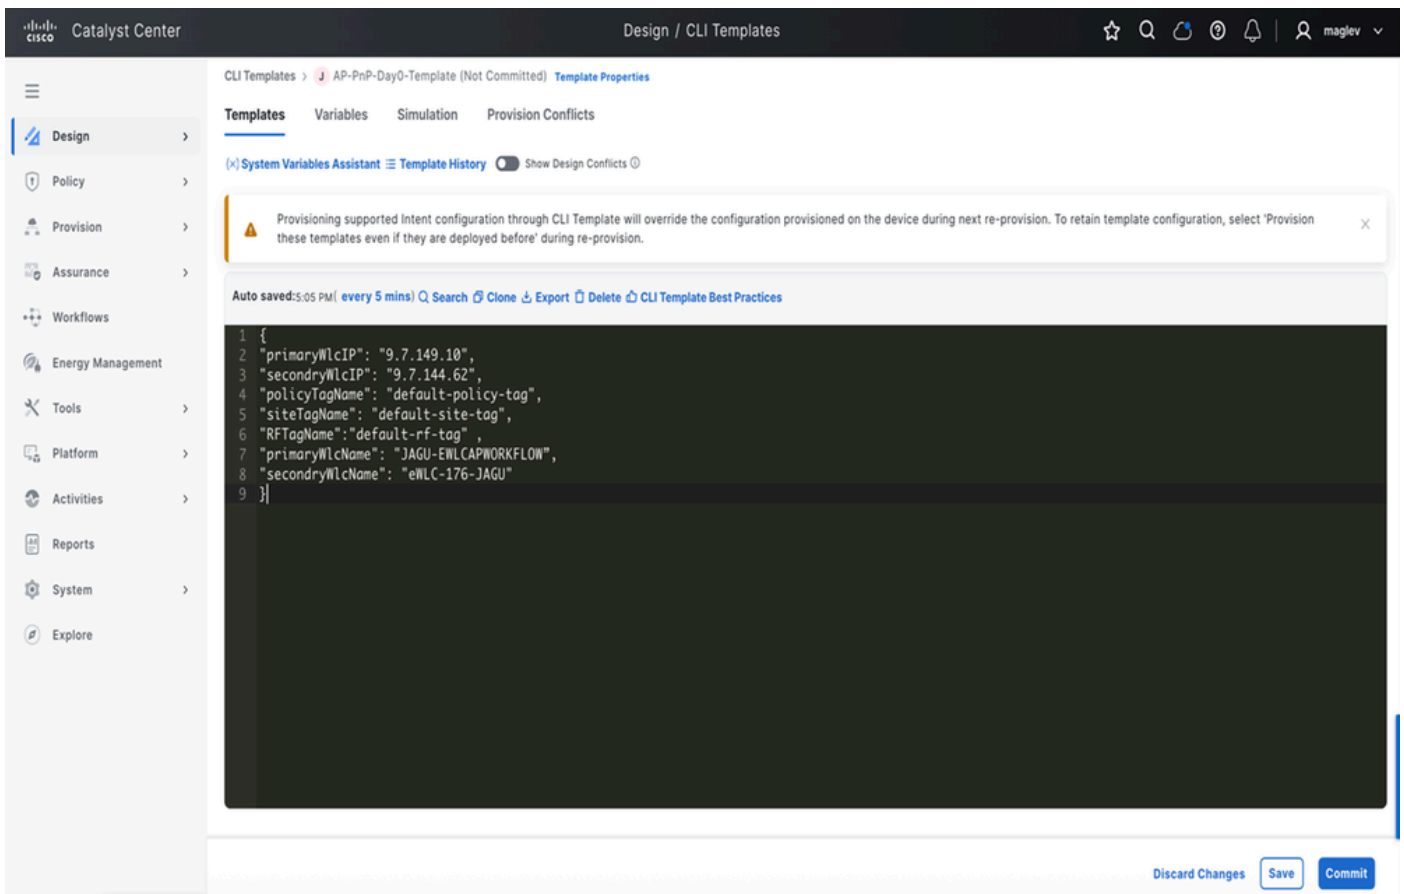 cisco Catalyst Center
Design / CLI Templates
maglev
CLI Templates > J AP-PnP-Day0-Template (Not Committed) Template Properties
Templates Variables Simulation Provision Conflicts
{x} System Variables Assistant Template History Show Design Conflicts
Provisioning supported Intent configuration through CLI Template will override the configuration provisioned on the device during next re-provision. To retain template configuration, select 'Provision
these templates even if they are deployed before' during re-provision.
Auto saved:5:05 PM( every 5 mins) Search Clone Export Delete CLI Template Best Practices
1 {
2 "primaryWlcIP": "9.7.149.10",
3 "secondryWlcIP": "9.7.144.62",
4 "policyTagName": "default-policy-tag",
5 "siteTagName": "default-site-tag",
6 "RFTagName":"default-rf-tag" ,
7 "primaryWlcName": "JAGU-EWLCAPWORKFLOW",
8 "secondryWlcName": "eWLC-176-JAGU"
9 }
Design
Policy
Provision
Assurance
Workflows
Energy Management
Tools
Platform
Activities
Reports
System
Explore
Discard Changes Save Commit